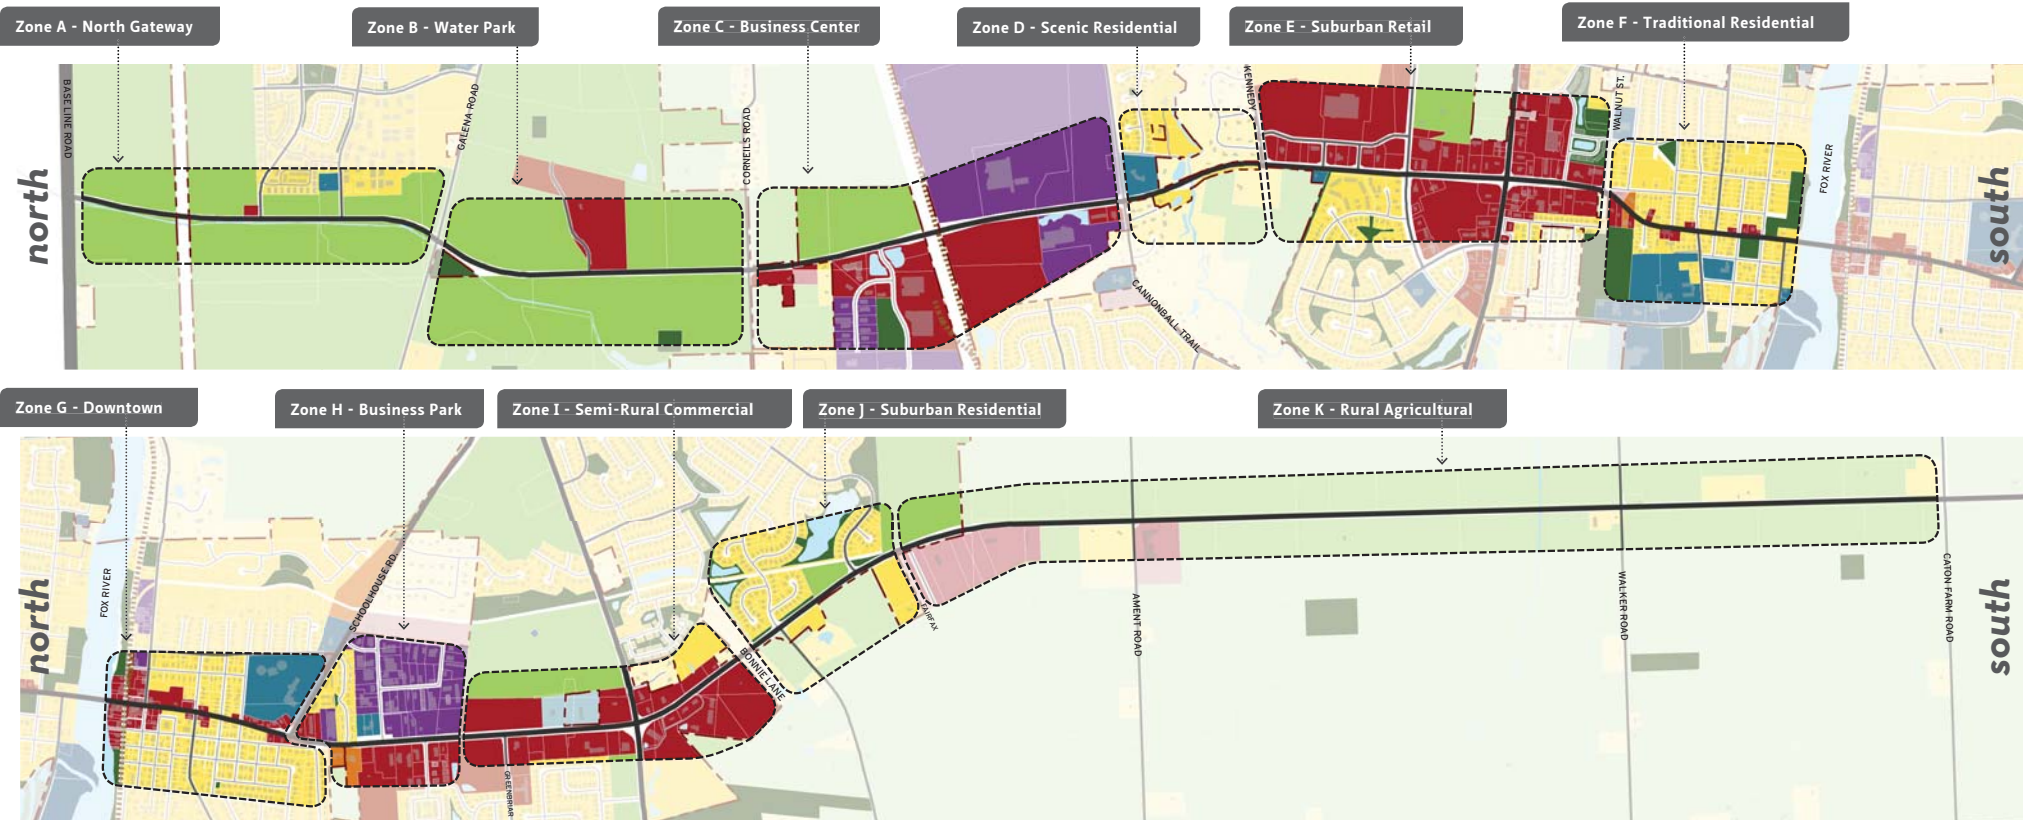 Zone A - North Gateway
Zone B - Water Park
Zone C - Business Center
Zone D - Scenic Residential
Zone E - Suburban Retail
Zone F - Traditional Residential
north
BASE LINE ROAD
GALENA ROAD
CORNEILS ROAD
CANNONBALL TRAIL
KENNEDY
WALNUT ST.
FOX RIVER
south
Zone G - Downtown
Zone H - Business Park
Zone I - Semi-Rural Commercial
Zone J - Suburban Residential
Zone K - Rural Agricultural
north
FOX RIVER
SCHOOLHOUSE RD.
GREENBRIAR
BONNIE LANE
FAIRFAX
AMENT ROAD
WALKER ROAD
CATON FARM ROAD
south